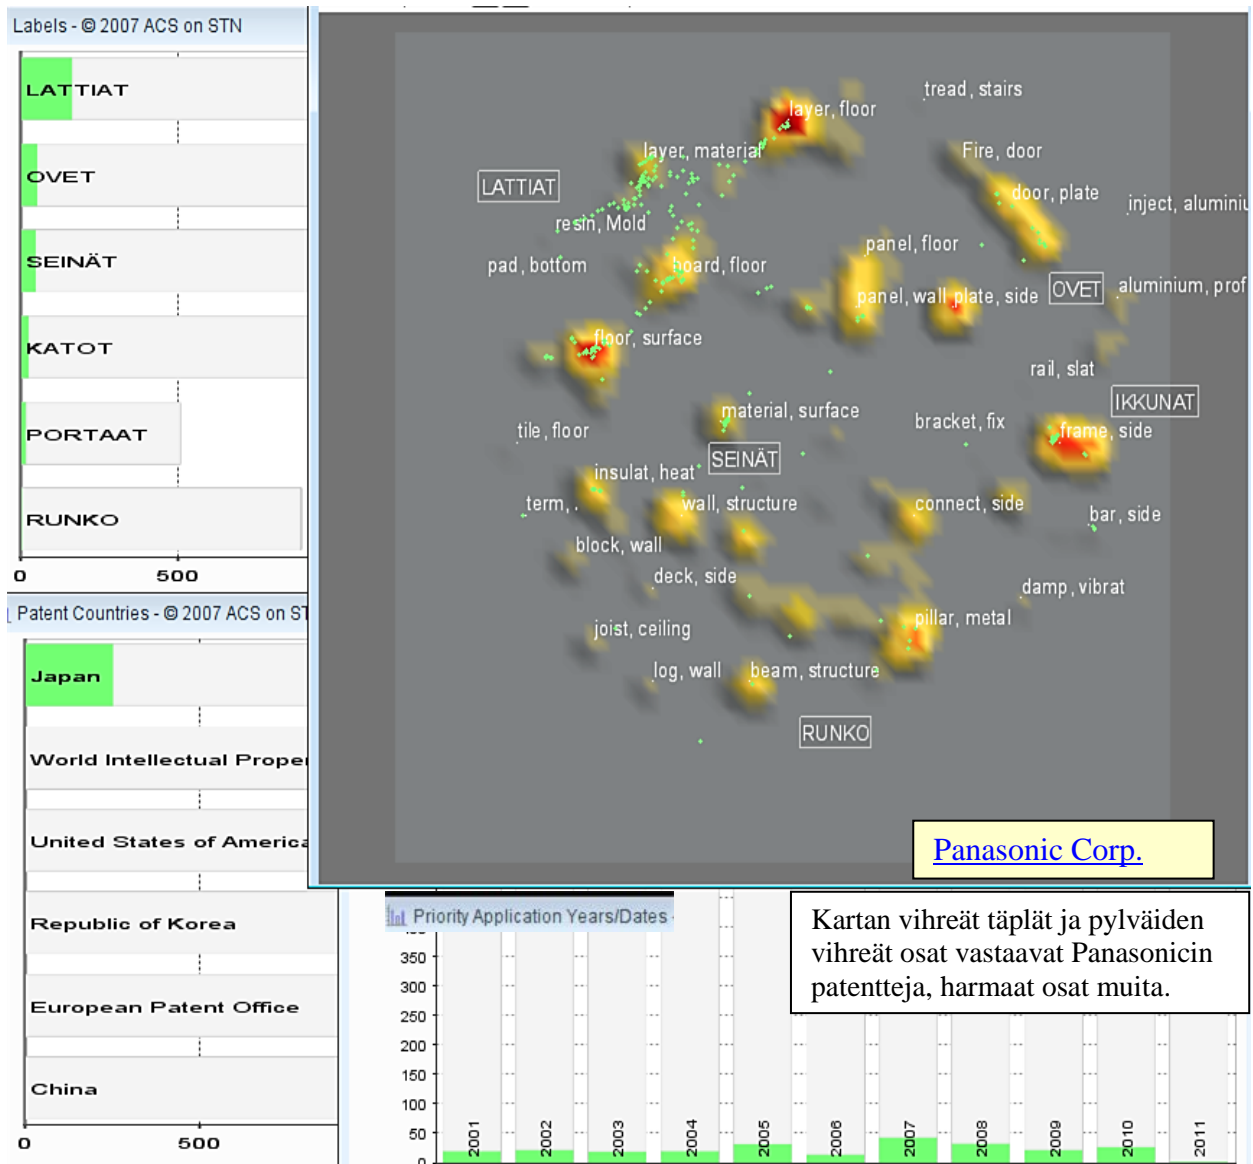 Labels - © 2007 ACS on STN
LATTIAT
OVET
SEINÄT
KATOT
PORTAAT
RUNKO
0 500
Patent Countries - © 2007 ACS on ST
Japan
World Intellectual Proper
United States of America
Republic of Korea
European Patent Office
China
0 500
tread, stairs
layer, floor
layer, material
Fire, door
LATTIAT
door, plate
inject, aluminiu
resin, Mold
panel, floor
pad, bottom
board, floor
OVET
aluminium, prof
panel, wall
plate, side
floor, surface
rail, slat
IKKUNAT
material, surface
bracket, fix
frame, side
tile, floor
SEINÄT
insulat, heat
term, .
wall, structure
connect, side
bar, side
block, wall
deck, side
damp, vibrat
joist, ceiling
pillar, metal
log, wall
beam, structure
RUNKO
Panasonic Corp.
Priority Application Years/Dates -
Kartan vihreät täplät ja pylväiden
vihreät osat vastaavat Panasonicin
patentteja, harmaat osat muita.
350
300
250
200
150
100
50
0
2001 2002 2003 2004 2005 2006 2007 2008 2009 2010 2011